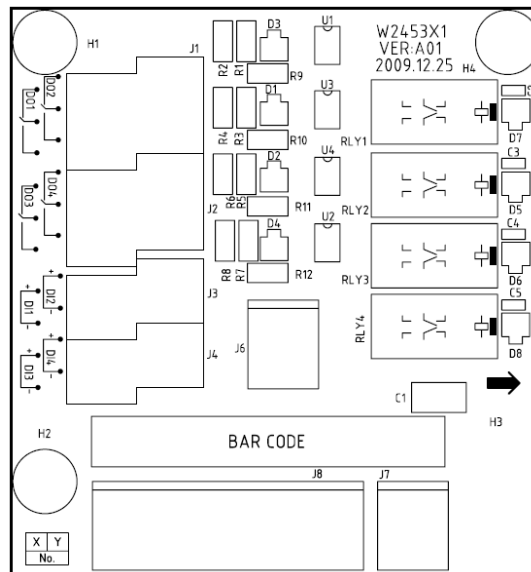 H1
J1
D3
U1
W2453X1
VER:A01
2009.12.25
H4
R2
R1
R9
DO1
DO2
D1
U3
R4
R3
R10
RLY1
D7
D2
U4
C3
R6
R5
R11
J2
RLY2
D5
DO3
DO4
D4
U2
C4
R8
R7
R12
RLY3
D6
J3
+
+
DI1
DI2
-
-
C5
J4
J6
RLY4
D8
+
+
DI3
DI4
-
-
C1
H3
H2
BAR CODE
J8
J7
X Y
No.